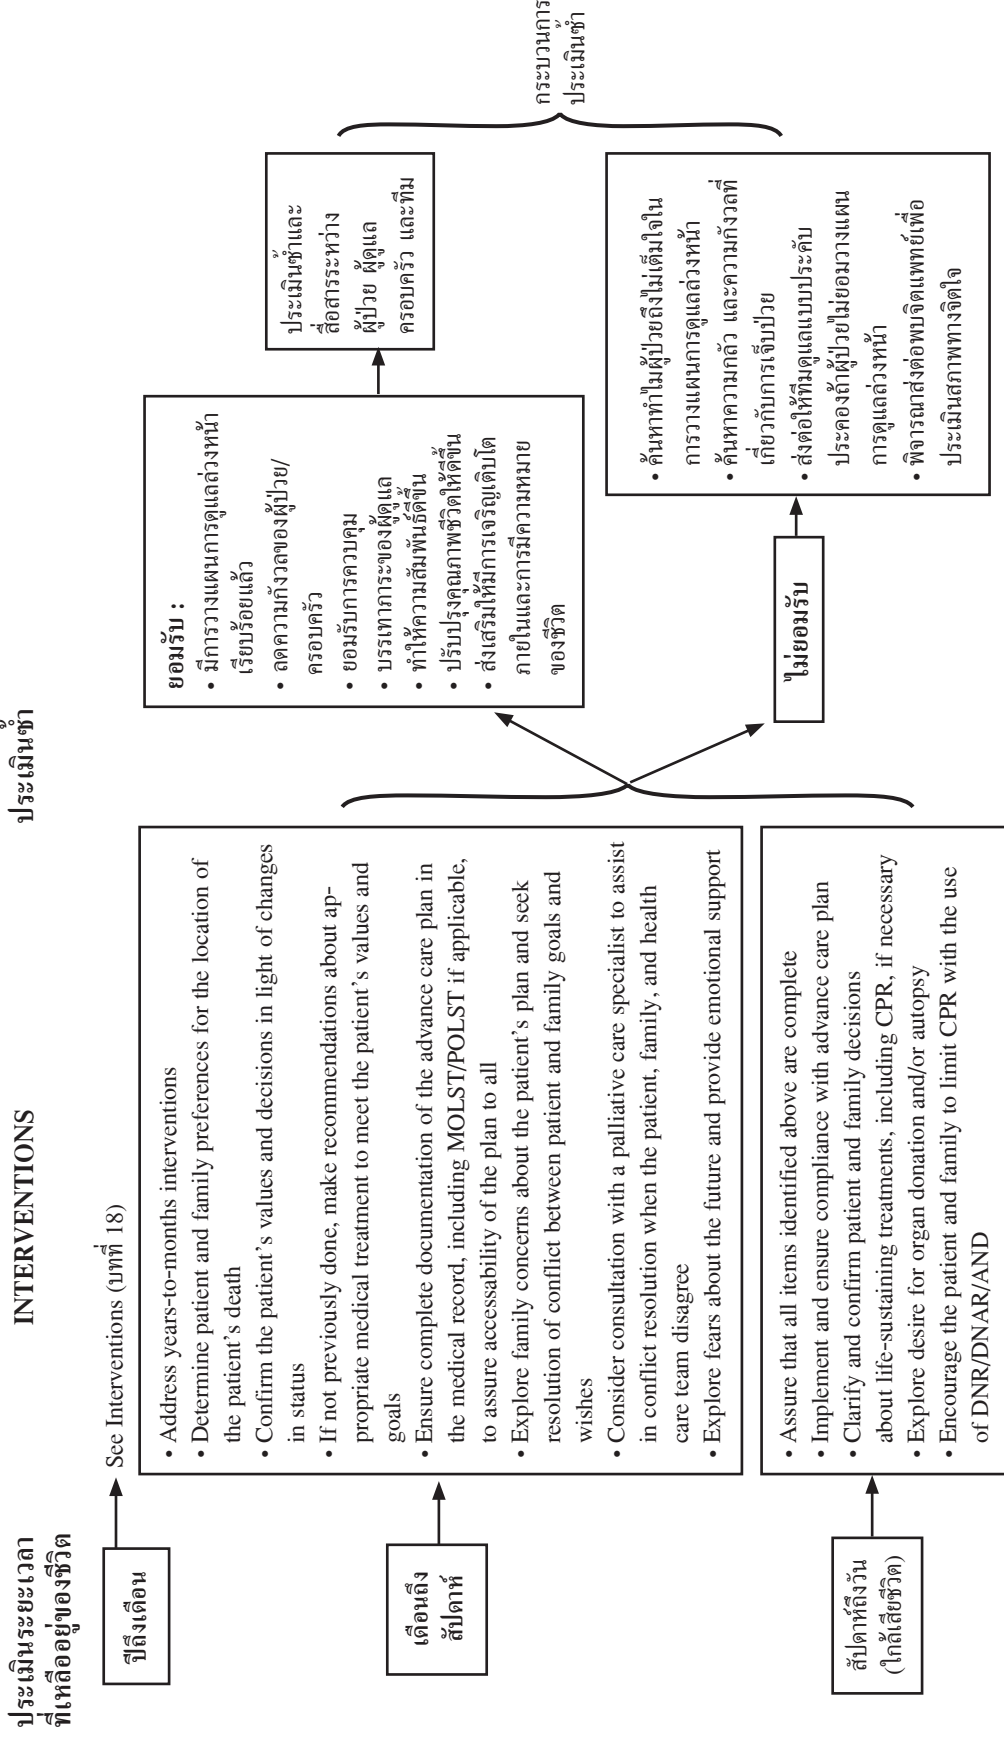 ประเมินระยะเวลา
ที่เหลืออยู่ของชีวิต
INTERVENTIONS
ประเมินซ้ำ
ปีถึงเดือน
See Interventions (บทที่ 18)
เดือนถึง
สัปดาห์
• Address years-to-months interventions
• Determine patient and family preferences for the location of
the patient's death
• Confirm the patient's values and decisions in light of changes
in status
• If not previously done, make recommendations about ap-
propriate medical treatment to meet the patient's values and
goals
• Ensure complete documentation of the advance care plan in
the medical record, including MOLST/POLST if applicable,
to assure accessability of the plan to all
• Explore family concerns about the patient's plan and seek
resolution of conflict between patient and family goals and
wishes
• Consider consultation with a palliative care specialist to assist
in conflict resolution when the patient, family, and health
care team disagree
• Explore fears about the future and provide emotional support
สัปดาห์ถึงวัน
(ใกล้เสียชีวิต)
• Assure that all items identified above are complete
• Implement and ensure compliance with advance care plan
• Clarify and confirm patient and family decisions
about life-sustaining treatments, including CPR, if necessary
• Explore desire for organ donation and/or autopsy
• Encourage the patient and family to limit CPR with the use
of DNR/DNAR/AND
ยอมรับ :
• มีการวางแผนการดูแลล่วงหน้า
เรียบร้อยแล้ว
• ลดความกังวลของผู้ป่วย/
ครอบครัว
• ยอมรับการควบคุม
• บรรเทาภาระของผู้ดูแล
• ทำให้ความสัมพันธ์ดีขึ้น
• ปรับปรุงคุณภาพชีวิตให้ดีขึ้น
• ส่งเสริมให้มีการเจริญเติบโต
ภายในและการมีความหมาย
ของชีวิต
ประเมินซ้ำและ
สื่อสารระหว่าง
ผู้ป่วย ผู้ดูแล
ครอบครัว และทีม
ไม่ยอมรับ
• ค้นหาทำไมผู้ป่วยถึงไม่เต็มใจใน
การวางแผนการดูแลล่วงหน้า
• ค้นหาความกลัว และความกังวลที่
เกี่ยวกับการเจ็บป่วย
• ส่งต่อให้ทีมดูแลแบบประคับ
ประคองถ้าผู้ป่วยไม่ยอมวางแผน
การดูแลล่วงหน้า
• พิจารณาส่งต่อพบจิตแพทย์เพื่อ
ประเมินสภาพทางจิตใจ
กระบวนการ
ประเมินซ้ำ